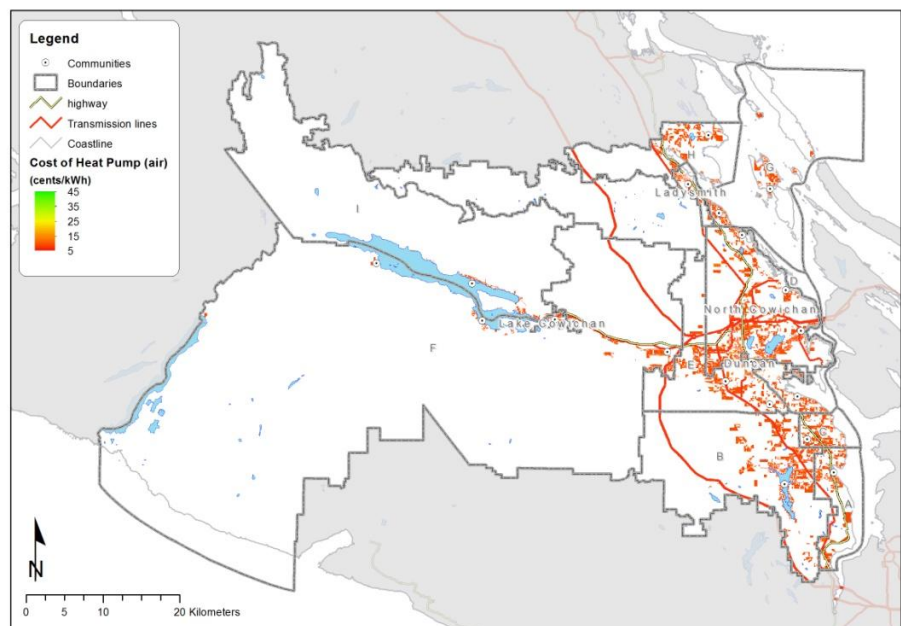 Legend
Communities
Boundaries
highway
Transmission lines
Coastline
Cost of Heat Pump (air)
(cents/kWh)
45
35
25
15
5
H
G
Ladysmith
I
D
North Cowichan
Lake Cowichan
F
E
Duncan
C
B
A
N
0 5 10 20 Kilometers